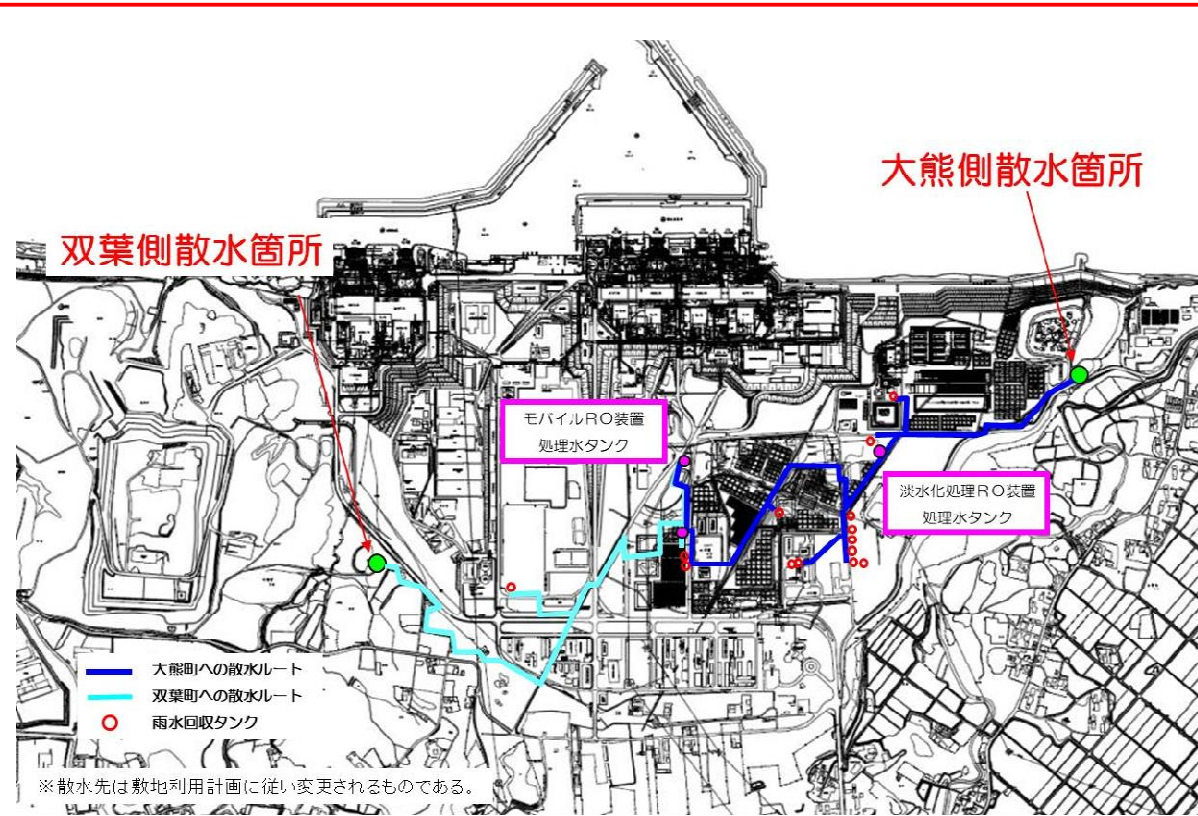 大熊側散水箇所
双葉側散水箇所
モバイルRO装置
処理水タンク
淡水化処理RO装置
処理水タンク
大熊町への散水ルート
双葉町への散水ルート
雨水回収タンク
※散水先は敷地利用計画に従い変更されるものである。